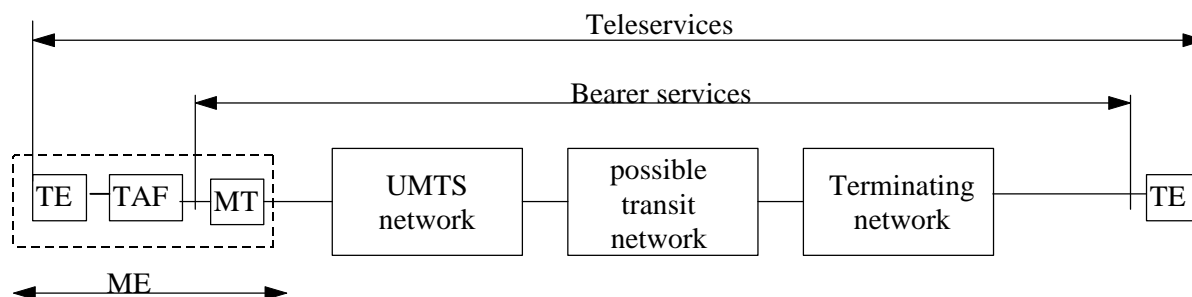 Teleservices
Bearer services
TE
TAF
MT
UMTS
network
possible
transit
network
Terminating
network
TE
ME